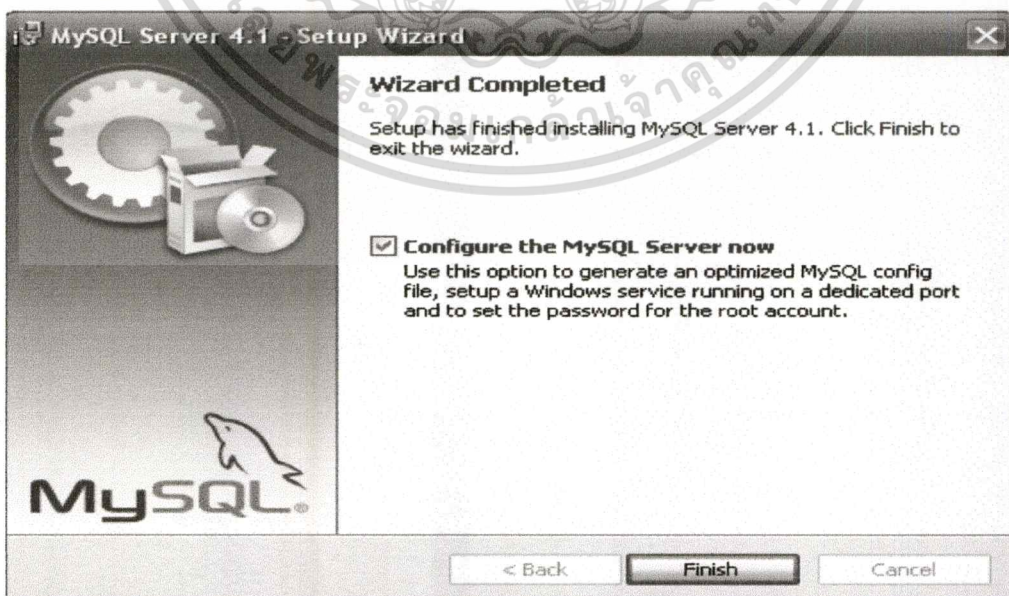 MySQL Server 4.1 - Setup Wizard
Wizard Completed
Setup has finished installing MySQL Server 4.1. Click Finish to
exit the wizard.
Configure the MySQL Server now
Use this option to generate an optimized MySQL config
file, setup a Windows service running on a dedicated port
and to set the password for the root account.
MySQL.
< Back
Finish
Cancel